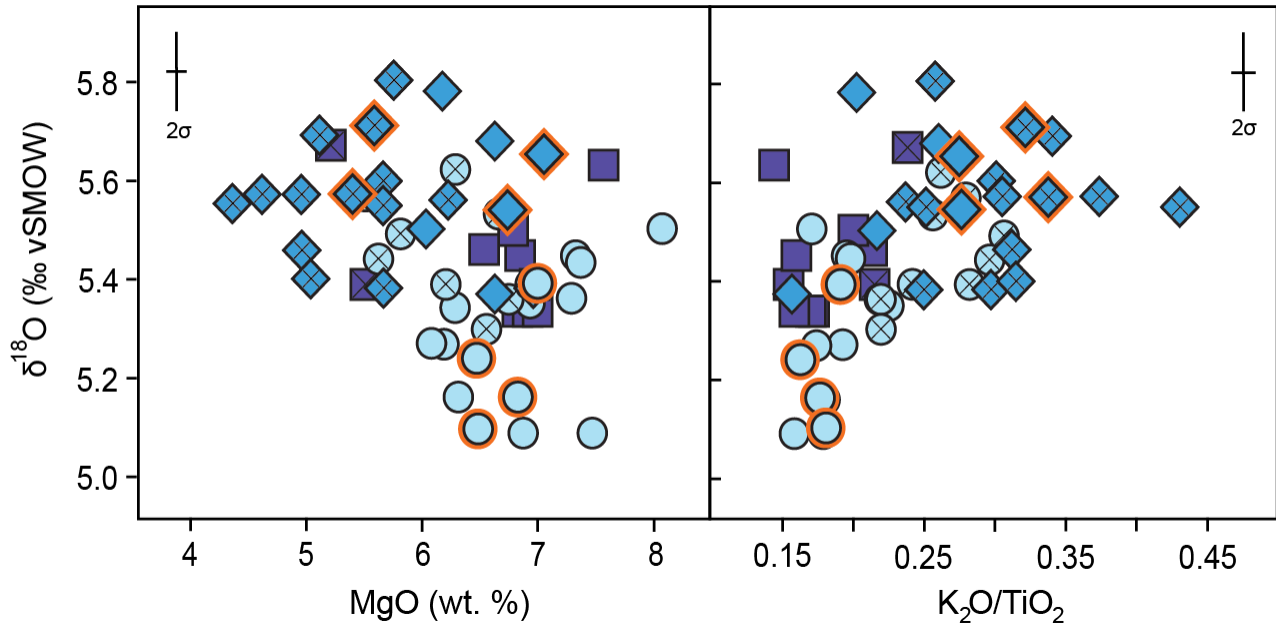 δ¹⁸O (‰ vSMOW)
5.8
5.6
5.4
5.2
5.0
2σ
2σ
4 5 6 7 8
0.15 0.25 0.35 0.45
MgO (wt. %)
K₂O/TiO₂